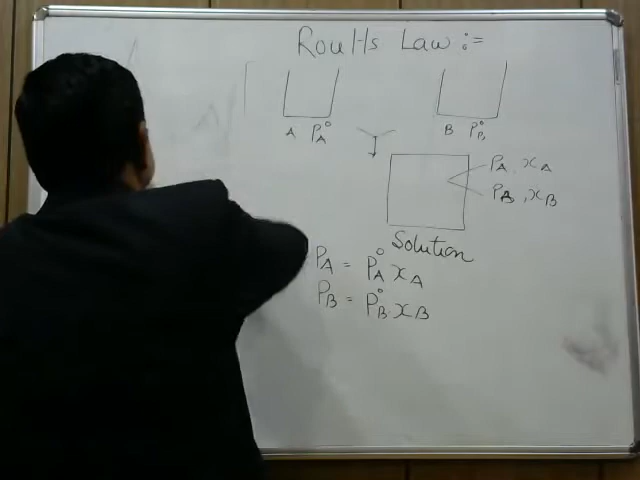 Roults Law :=
A P°A
B P°B
PA, xA
PB, xB
Solution
PA = P°A xA
PB = P°B. xB